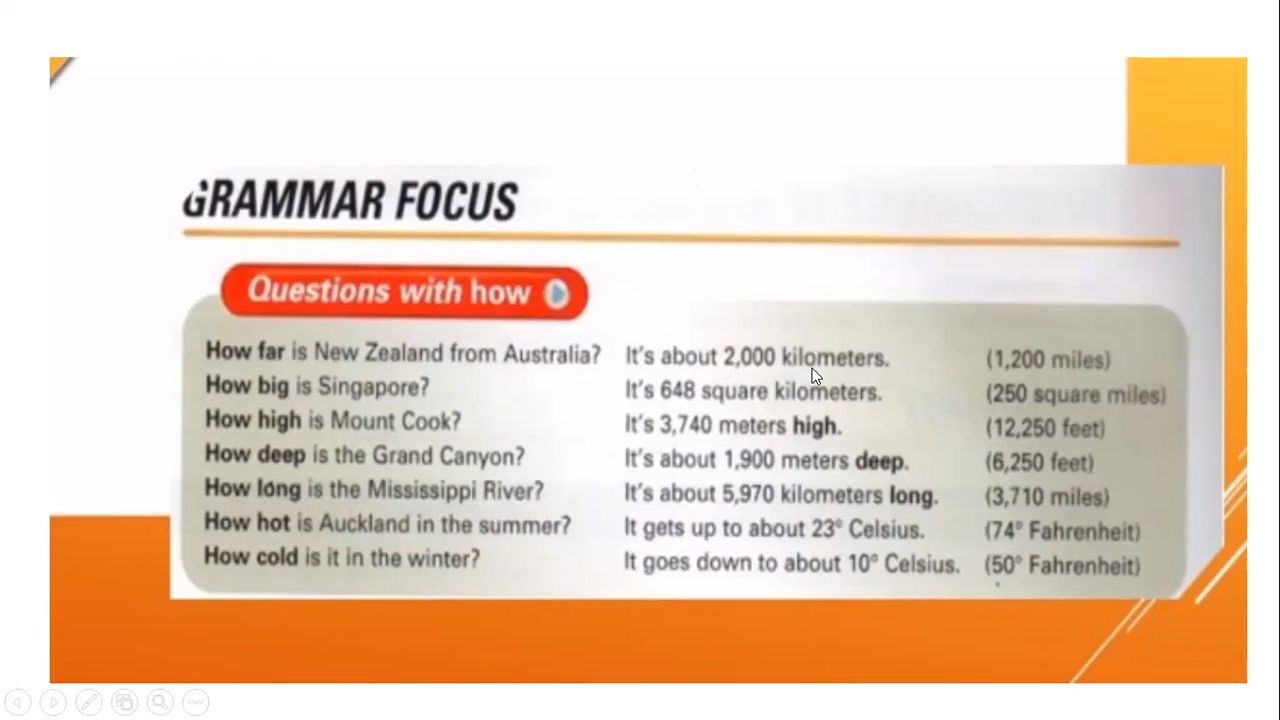 GRAMMAR FOCUS
Questions with how
How far is New Zealand from Australia? It's about 2,000 kilometers. (1,200 miles)
How big is Singapore? It's 648 square kilometers. (250 square miles)
How high is Mount Cook? It's 3,740 meters high. (12,250 feet)
How deep is the Grand Canyon? It's about 1,900 meters deep. (6,250 feet)
How long is the Mississippi River? It's about 5,970 kilometers long. (3,710 miles)
How hot is Auckland in the summer? It gets up to about 23° Celsius. (74° Fahrenheit)
How cold is it in the winter? It goes down to about 10° Celsius. (50° Fahrenheit)